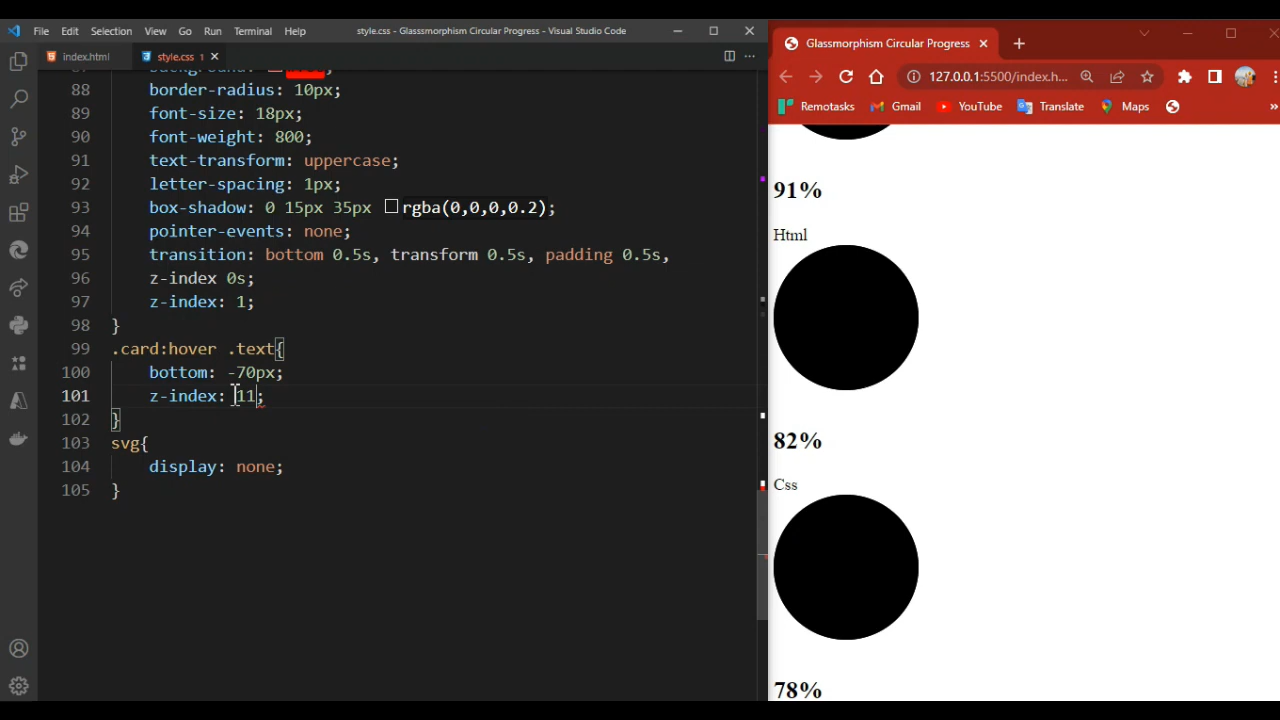 File Edit Selection View Go Run Terminal Help
style.css - Glasssmorphism Circular Progress - Visual Studio Code
index.html
style.css 1
88 border-radius: 10px;
89 font-size: 18px;
90 font-weight: 800;
91 text-transform: uppercase;
92 letter-spacing: 1px;
93 box-shadow: 0 15px 35px rgba(0,0,0,0.2);
94 pointer-events: none;
95 transition: bottom 0.5s, transform 0.5s, padding 0.5s,
96 z-index 0s;
97 z-index: 1;
98 }
99 .card:hover .text{
100 bottom: -70px;
101 z-index: 11;
102 }
103 svg{
104 display: none;
105 }
Glassmorphism Circular Progress
127.0.0.1:5500/index.h...
Remotasks Gmail YouTube Translate Maps
91%
Html
82%
Css
78%